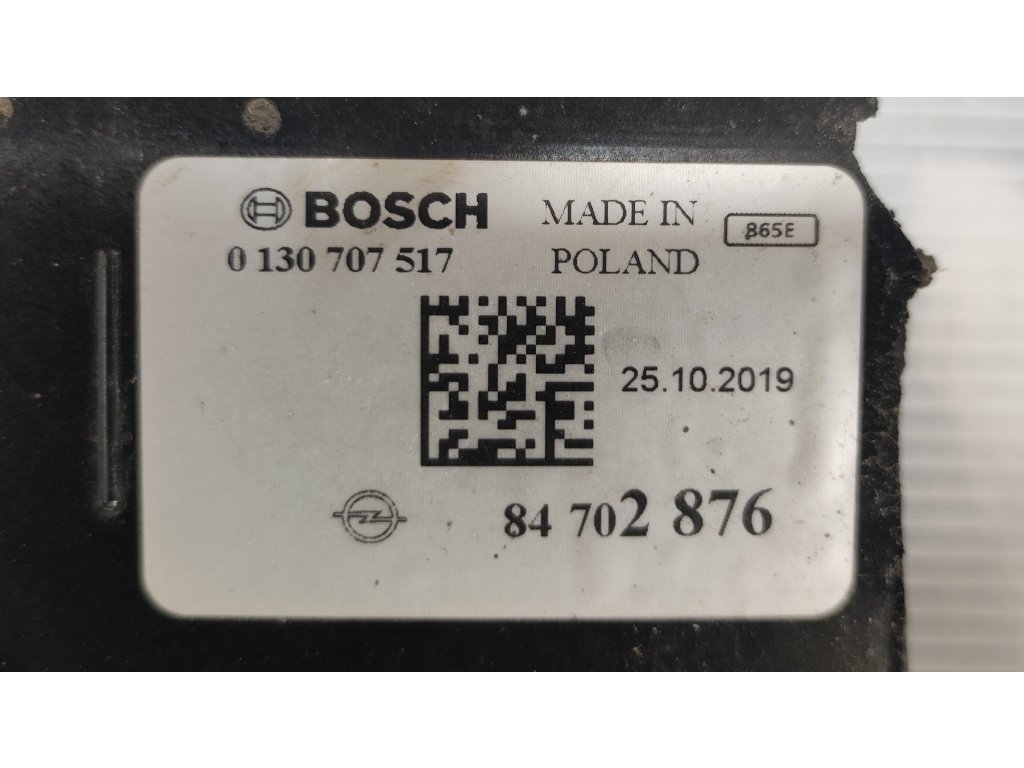 BOSCH MADE IN 865E
0 130 707 517 POLAND
25.10.2019
84 702 876